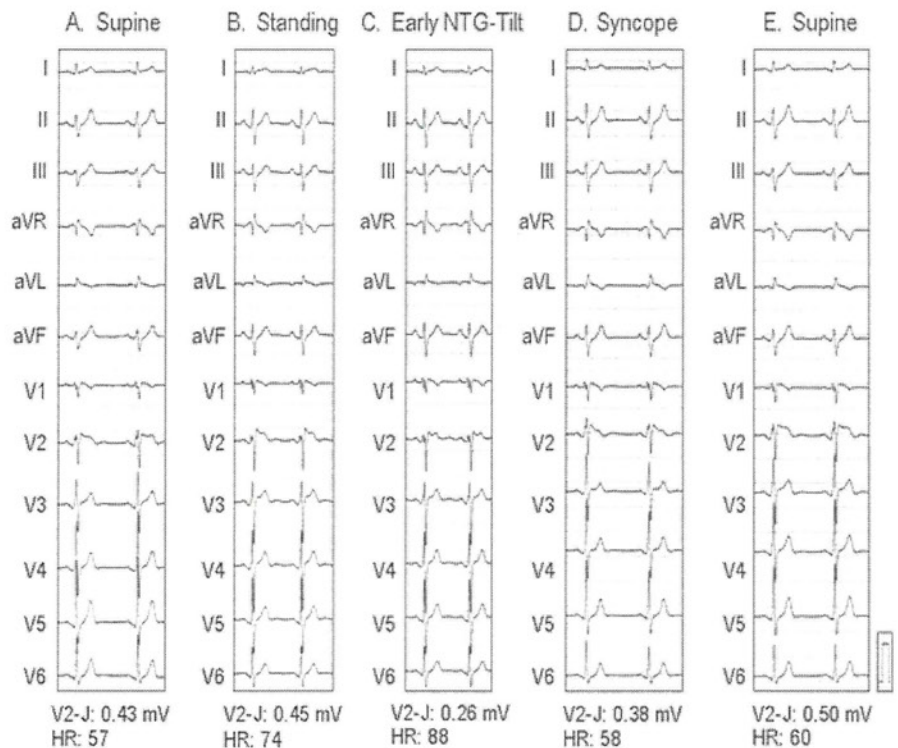 A. Supine
B. Standing
C. Early NTG-Tilt
D. Syncope
E. Supine
I
II
III
aVR
aVL
aVF
V1
V2
V3
V4
V5
V6
V2-J: 0.43 mV
HR: 57
I
II
III
aVR
aVL
aVF
V1
V2
V3
V4
V5
V6
V2-J: 0.45 mV
HR: 74
II
II
III
aVR
aVL
aVF
V1
V2
V3
V4
V5
V6
V2-J: 0.26 mV
HR: 88
I
II
III
aVR
aVL
aVF
V1
V2
V3
V4
V5
V6
V2-J: 0.38 mV
HR: 58
I
II
III
aVR
aVL
aVF
V1
V2
V3
V4
V5
V6
V2-J: 0.50 mV
HR: 60